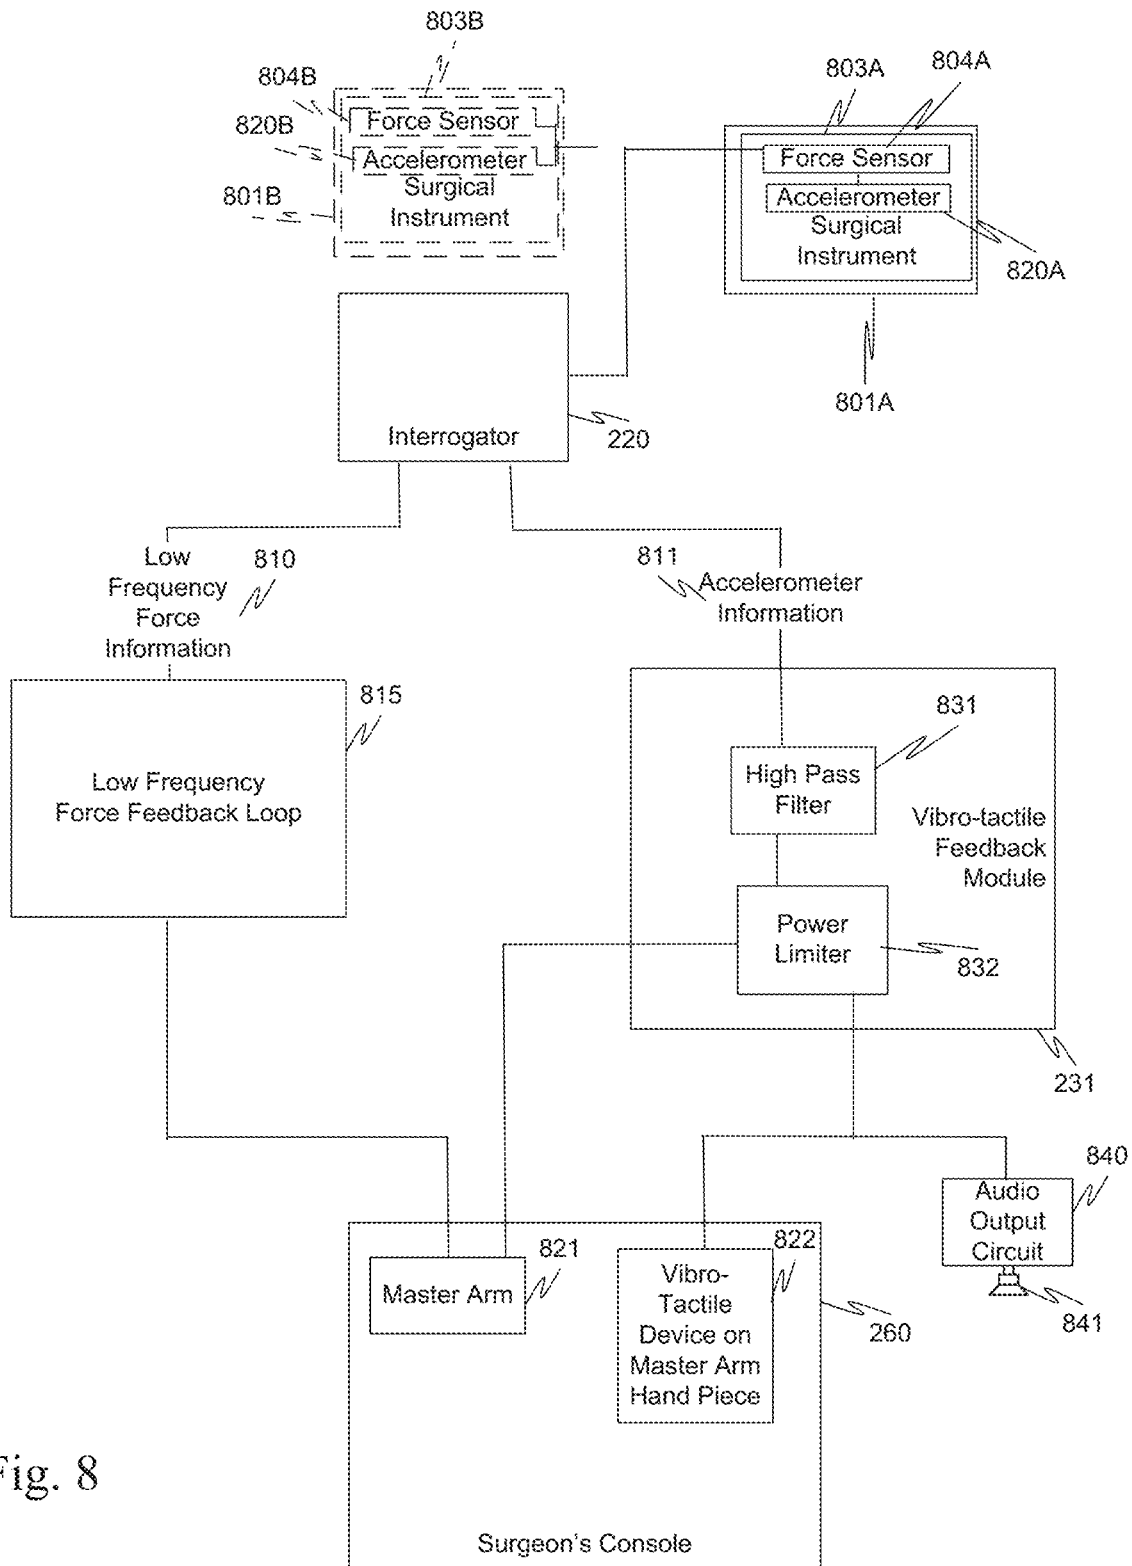 803B
804B
Force Sensor
820B
Accelerometer
Surgical
Instrument
801B
803A
804A
Force Sensor
Accelerometer
Surgical
Instrument
820A
801A
Interrogator
220
Low
Frequency
Force
Information
810
811
Accelerometer
Information
815
Low Frequency
Force Feedback Loop
831
High Pass
Filter
Vibro-tactile
Feedback
Module
Power
Limiter
832
231
840
Audio
Output
Circuit
841
821
Master Arm
822
Vibro-
Tactile
Device on
Master Arm
Hand Piece
260
Fig. 8
Surgeon's Console